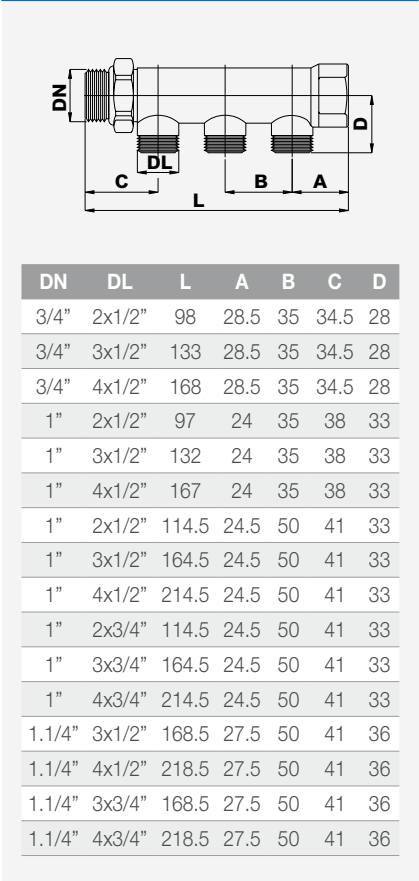 DN
D
DL
C
B
A
L
DN DL L A B C D
3/4” 2x1/2” 98 28.5 35 34.5 28
3/4” 3x1/2” 133 28.5 35 34.5 28
3/4” 4x1/2” 168 28.5 35 34.5 28
1” 2x1/2” 97 24 35 38 33
1” 3x1/2” 132 24 35 38 33
1” 4x1/2” 167 24 35 38 33
1” 2x1/2” 114.5 24.5 50 41 33
1” 3x1/2” 164.5 24.5 50 41 33
1” 4x1/2” 214.5 24.5 50 41 33
1” 2x3/4” 114.5 24.5 50 41 33
1” 3x3/4” 164.5 24.5 50 41 33
1” 4x3/4” 214.5 24.5 50 41 33
1.1/4” 3x1/2” 168.5 27.5 50 41 36
1.1/4” 4x1/2” 218.5 27.5 50 41 36
1.1/4” 3x3/4” 168.5 27.5 50 41 36
1.1/4” 4x3/4” 218.5 27.5 50 41 36